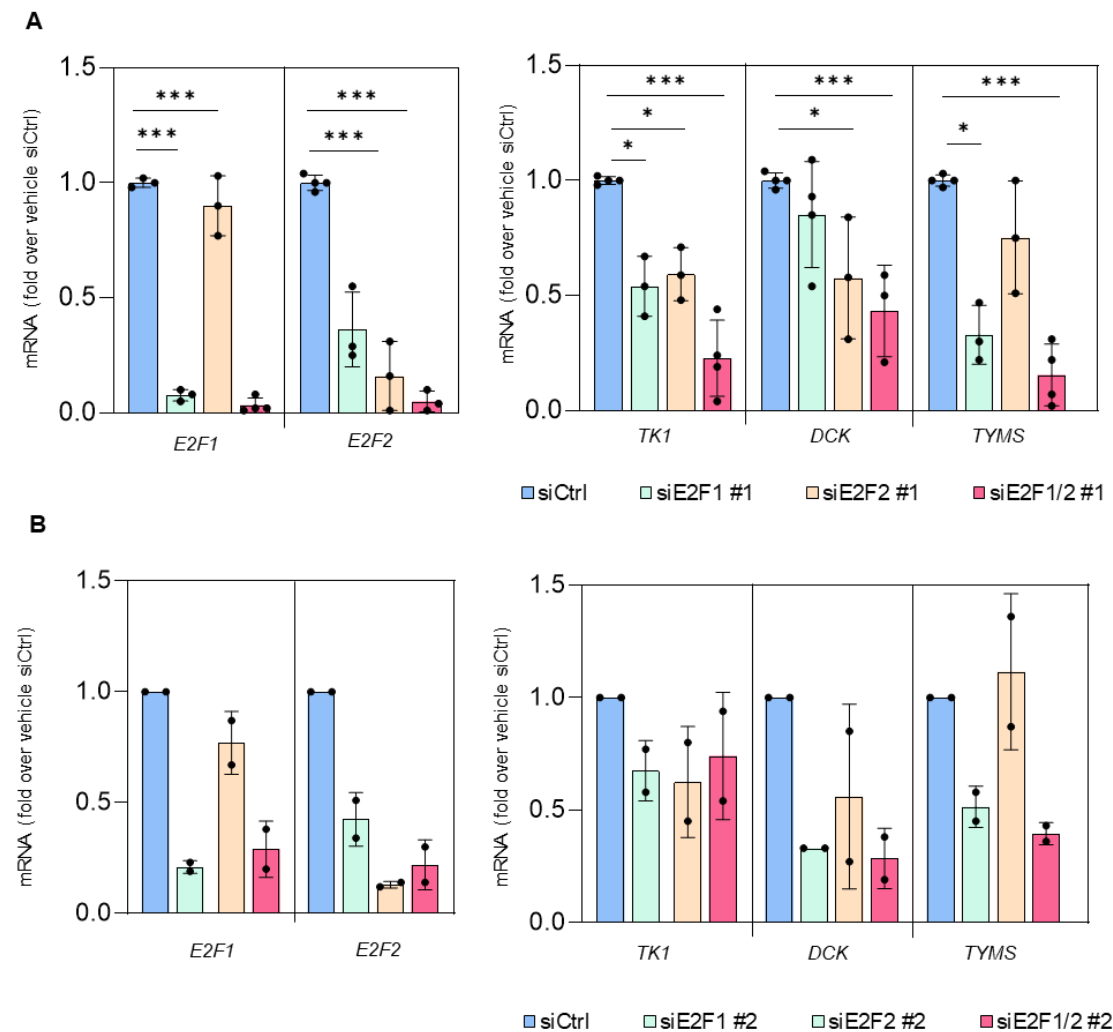 A
mRNA (fold over vehicle siCtrl)
1.5
1.0
0.5
0.0
***
***
***
***
E2F1
E2F2
mRNA (fold over vehicle siCtrl)
1.5
1.0
0.5
0.0
***
*
*
***
*
***
*
TK1
DCK
TYMS
siCtrl siE2F1 #1 siE2F2 #1 siE2F1/2 #1
B
mRNA (fold over vehicle siCtrl)
1.5
1.0
0.5
0.0
E2F1
E2F2
mRNA (fold over vehicle siCtrl)
1.5
1.0
0.5
0.0
TK1
DCK
TYMS
siCtrl siE2F1 #2 siE2F2 #2 siE2F1/2 #2